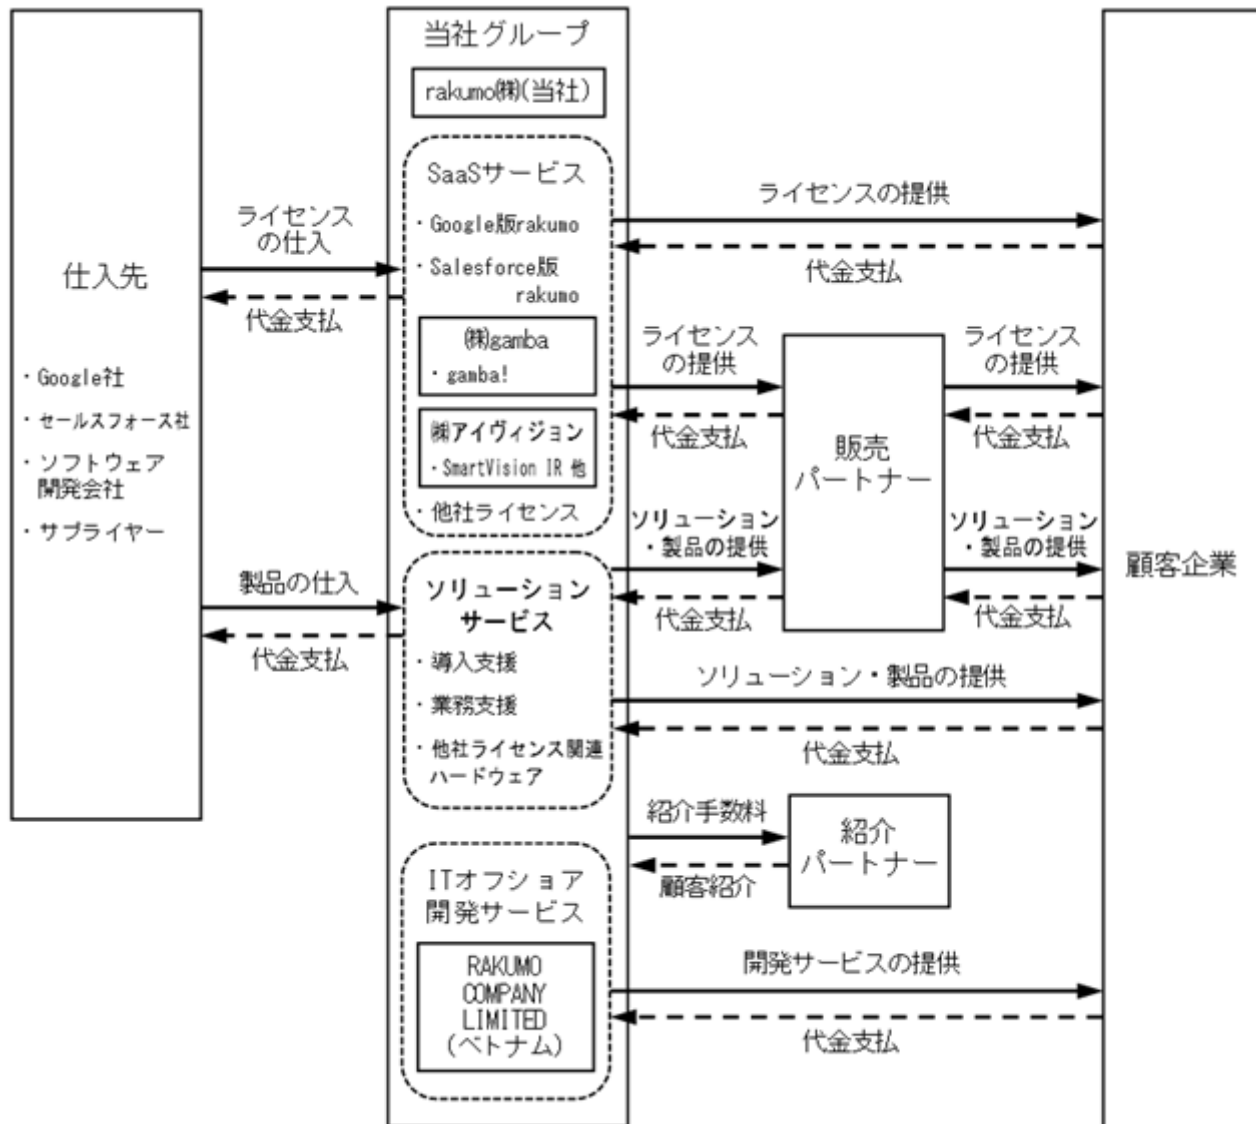 仕入先
・Google社
・セールスフォース社
・ソフトウェア
開発会社
・サプライヤー
ライセンス
の仕入
代金支払
製品の仕入
代金支払
当社グループ
rakumo㈱(当社)
SaaSサービス
・Google版rakumo
・Salesforce版
rakumo
㈱gamba
・gamba!
㈱アイヴィジョン
・SmartVision IR 他
・他社ライセンス
ソリューション
サービス
・導入支援
・業務支援
・他社ライセンス関連
ハードウェア
ITオフショア
開発サービス
RAKUMO
COMPANY
LIMITED
(ベトナム)
ライセンスの提供
代金支払
ライセンス
の提供
代金支払
ソリューション
・製品の提供
代金支払
販売
パートナー
ライセンス
の提供
代金支払
ソリューション
・製品の提供
代金支払
ソリューション・製品の提供
代金支払
紹介手数料
顧客紹介
紹介
パートナー
開発サービスの提供
代金支払
顧客企業